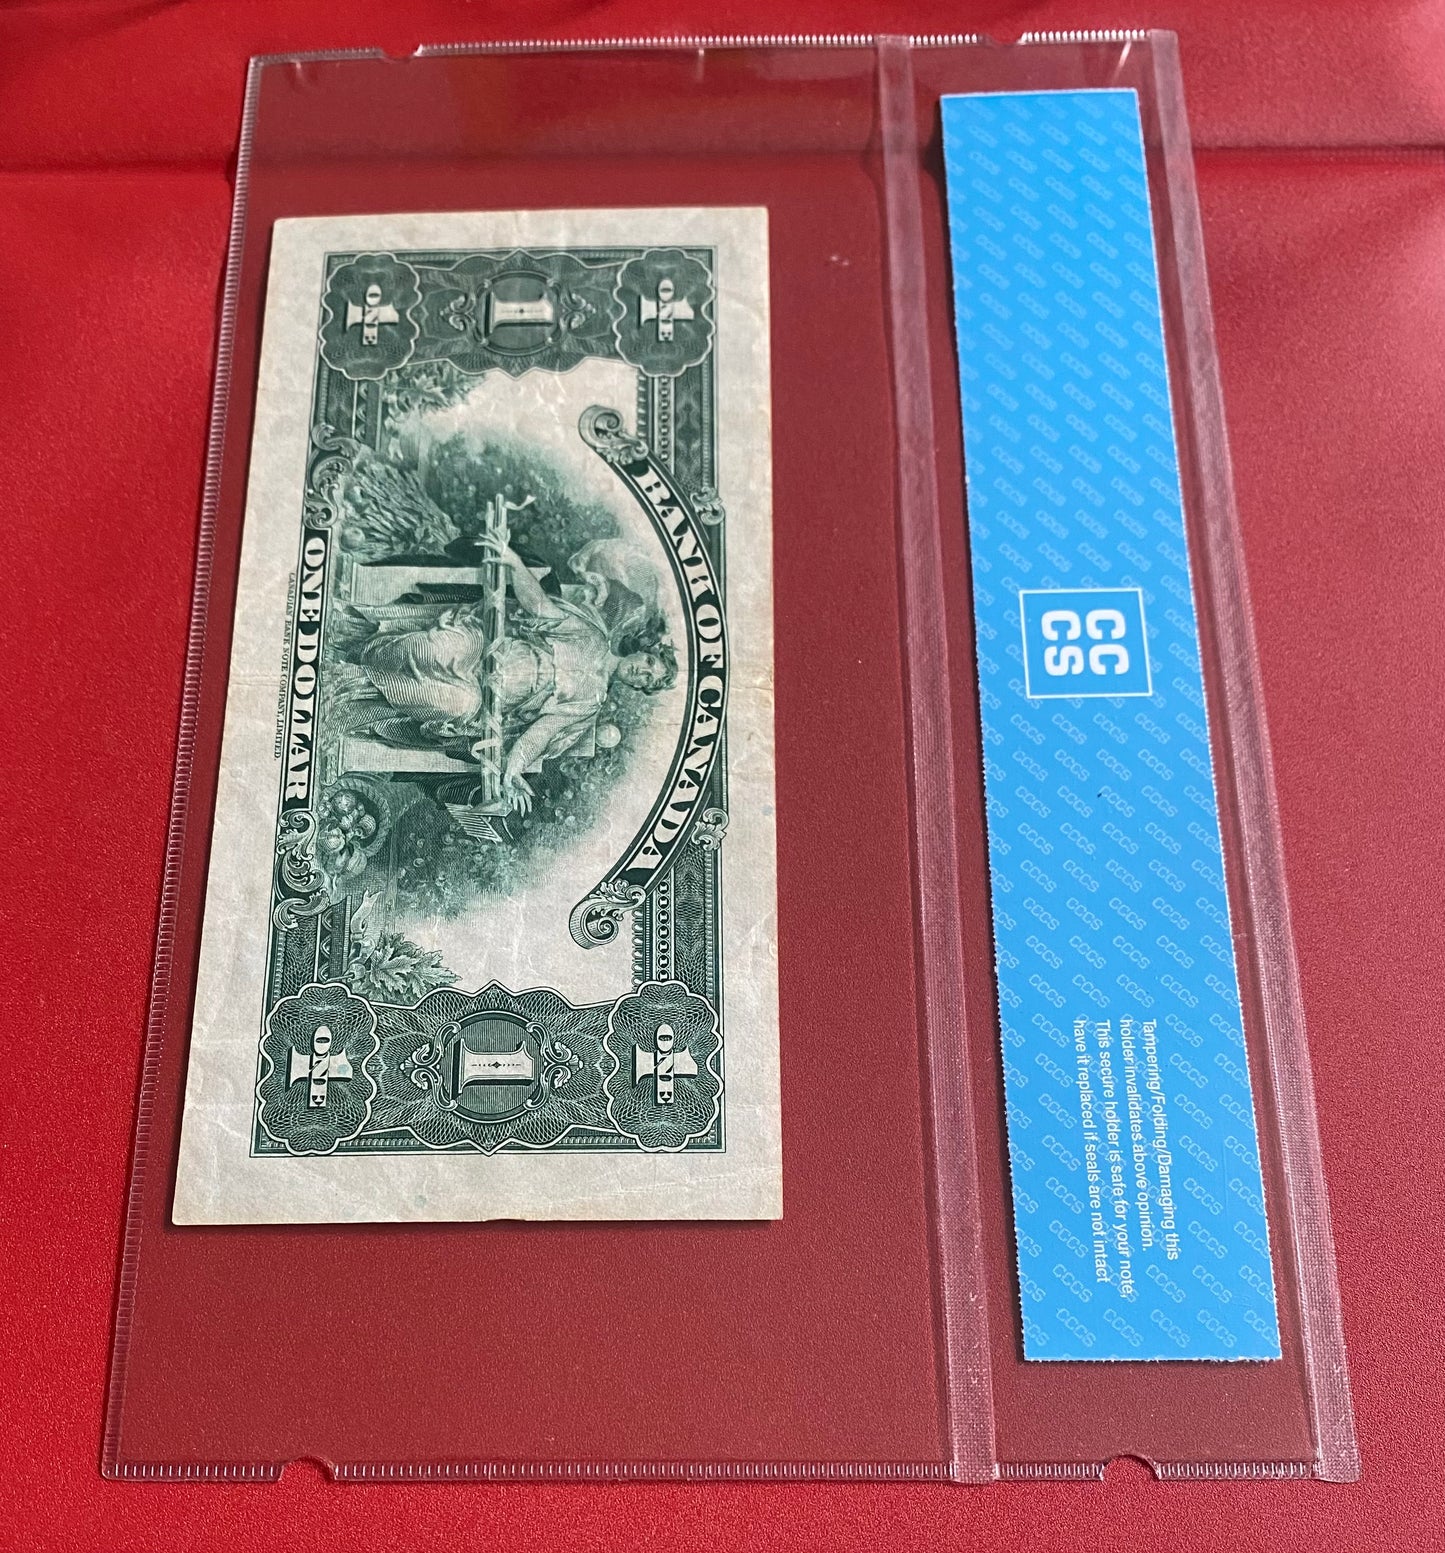 ONE
1
ONE
BANK OF CANADA
ONE
1
ONE
ONE DOLLAR
CANADIAN BANK NOTE COMPANY, LIMITED.
CC
CS
Tampering/Folding/Damaging this
holder invalidates above opinion.
This secure holder is safe for your note,
have it replaced if seals are not intact